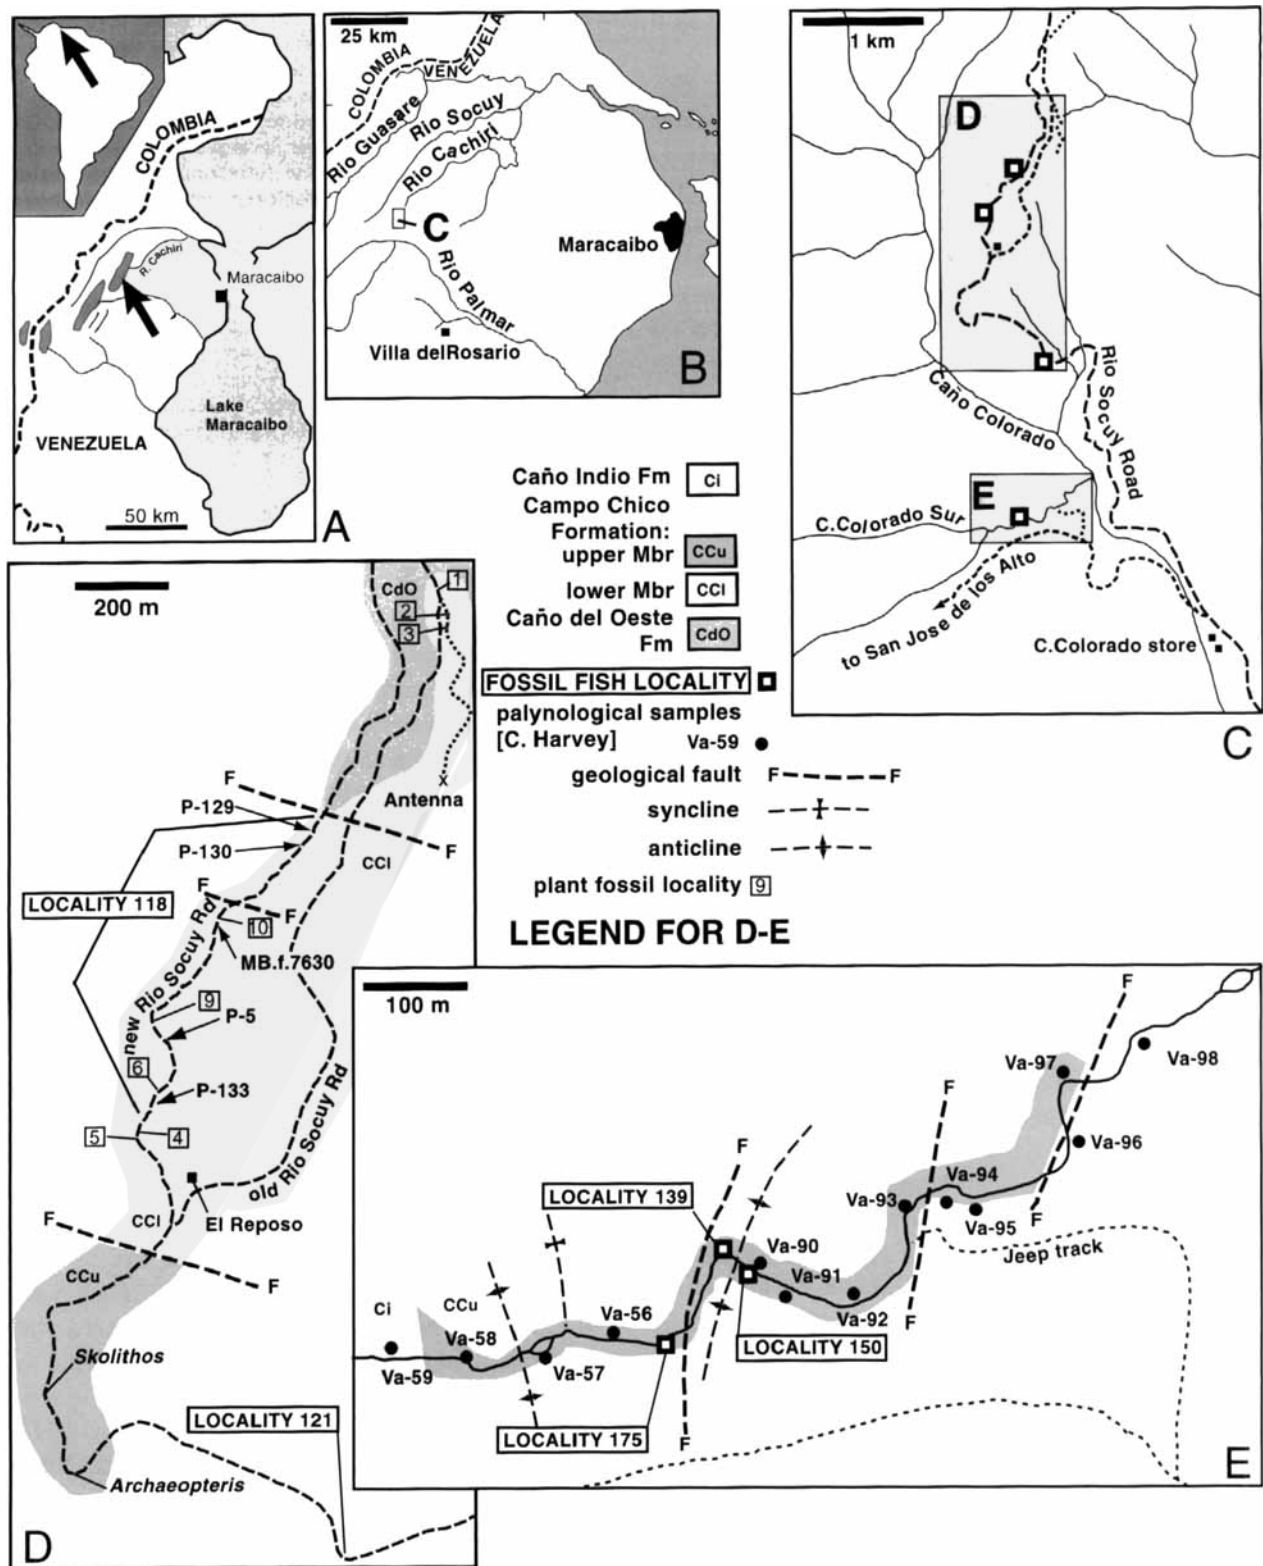 COLOMBIA
R. Cachiri
Maracaibo
Lake
Maracaibo
VENEZUELA
50 km
A
25 km
COLOMBIA
VENEZUELA
Rio Guasare
Rio Socuy
Rio Cachiri
C
Maracaibo
Rio Palmar
Villa delRosario
B
1 km
D
Rio Socuy Road
Caño Colorado
E
C.Colorado Sur
to San Jose de los Alto
C.Colorado store
C
Caño Indio Fm Ci
Campo Chico
Formation:
upper Mbr CCu
lower Mbr CCl
Caño del Oeste
Fm CdO
FOSSIL FISH LOCALITY
palynological samples
[C. Harvey] Va-59
geological fault F F
syncline
anticline
plant fossil locality 9
LEGEND FOR D-E
200 m
CdO
1
2
3
F
Antenna
x
P-129
P-130
F
CCl
LOCALITY 118
F
F
10
MB.f.7630
new Rio Socuy Rd
9
P-5
6
P-133
5
4
old Rio Socuy Rd
El Reposo
CCl
F
F
CCu
Skolithos
LOCALITY 121
Archaeopteris
D
100 m
F
Va-97
Va-98
F
Va-96
F
Va-94
LOCALITY 139
Va-93
Va-95
F
Va-90
Jeep track
Va-91
Ci
CCu
Va-56
Va-92
F
Va-58
LOCALITY 150
Va-59
Va-57
LOCALITY 175
F
E